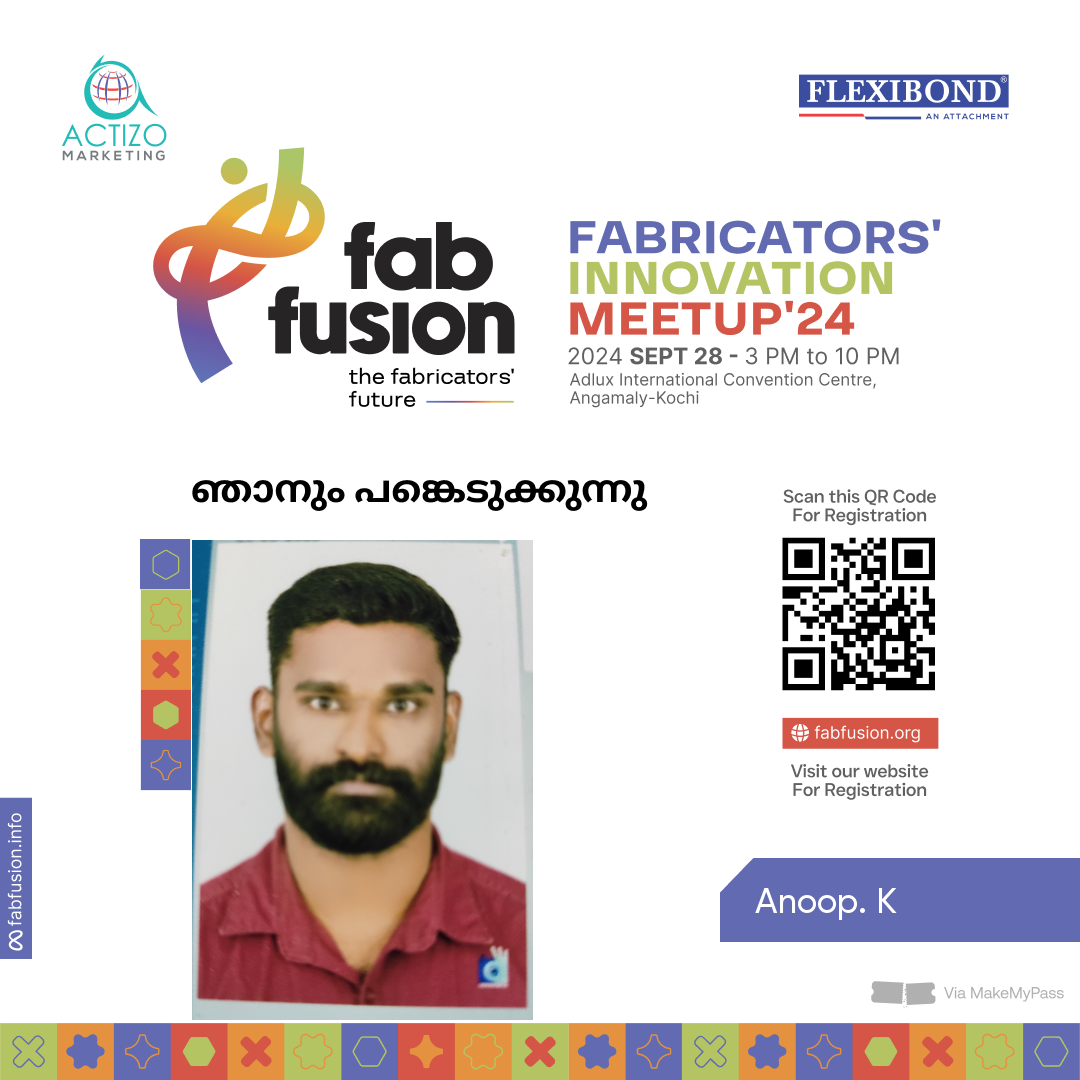 ACTIZO
MARKETING
FLEXIBOND®
AN ATTACHMENT
fab
fusion
the fabricators'
future
FABRICATORS'
INNOVATION
MEETUP'24
2024 SEPT 28 - 3 PM to 10 PM
Adlux International Convention Centre,
Angamaly-Kochi
ഞാനും പങ്കെടുക്കുന്നു
Scan this QR Code
For Registration
fabfusion.org
Visit our website
For Registration
fabfusion.info
Anoop. K
Via MakeMyPass